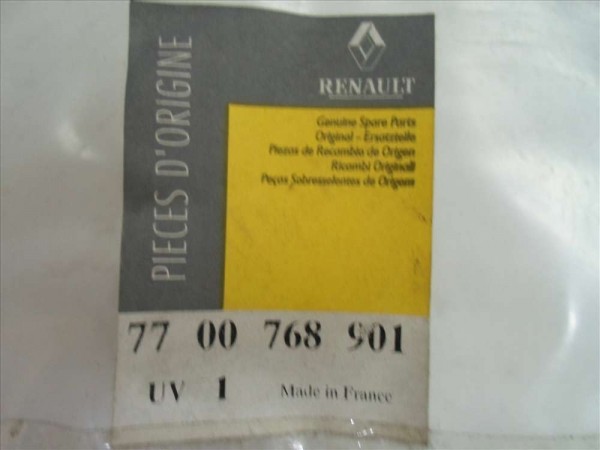 PIECES D'ORIGINE
RENAULT
Genuine Spare Parts
Original - Ersatzteile
Piezas de Recambio de Origen
Ricambi Originali
Peças Sobresselentes de Origem
77 00 768 901
UV 1 Made in France